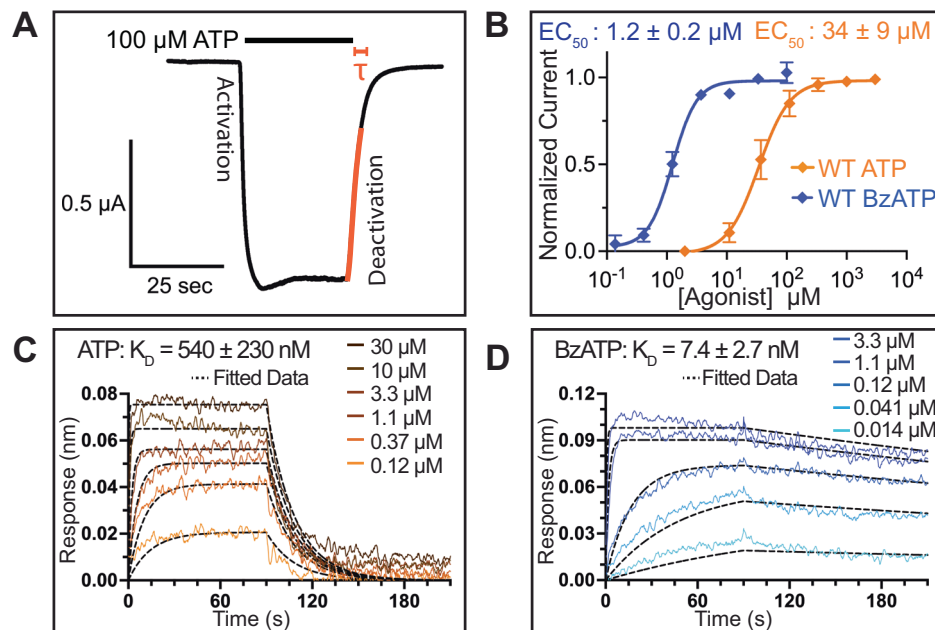 A
100 µM ATP
τ
Activation
Deactivation
0.5 µA
25 sec
B
EC50 : 1.2 ± 0.2 µM EC50 : 34 ± 9 µM
Normalized Current
1.0
0.5
0.0
WT ATP
WT BzATP
10-1 100 101 102 103 104
[Agonist] µM
C
ATP: KD = 540 ± 230 nM
Fitted Data
30 µM
10 µM
3.3 µM
1.1 µM
0.37 µM
0.12 µM
Response (nm)
0.08
0.06
0.04
0.02
0.00
0 60 120 180
Time (s)
D
BzATP: KD = 7.4 ± 2.7 nM
Fitted Data
3.3 µM
1.1 µM
0.12 µM
0.041 µM
0.014 µM
Response (nm)
0.12
0.09
0.06
0.03
0.00
0 60 120 180
Time (s)